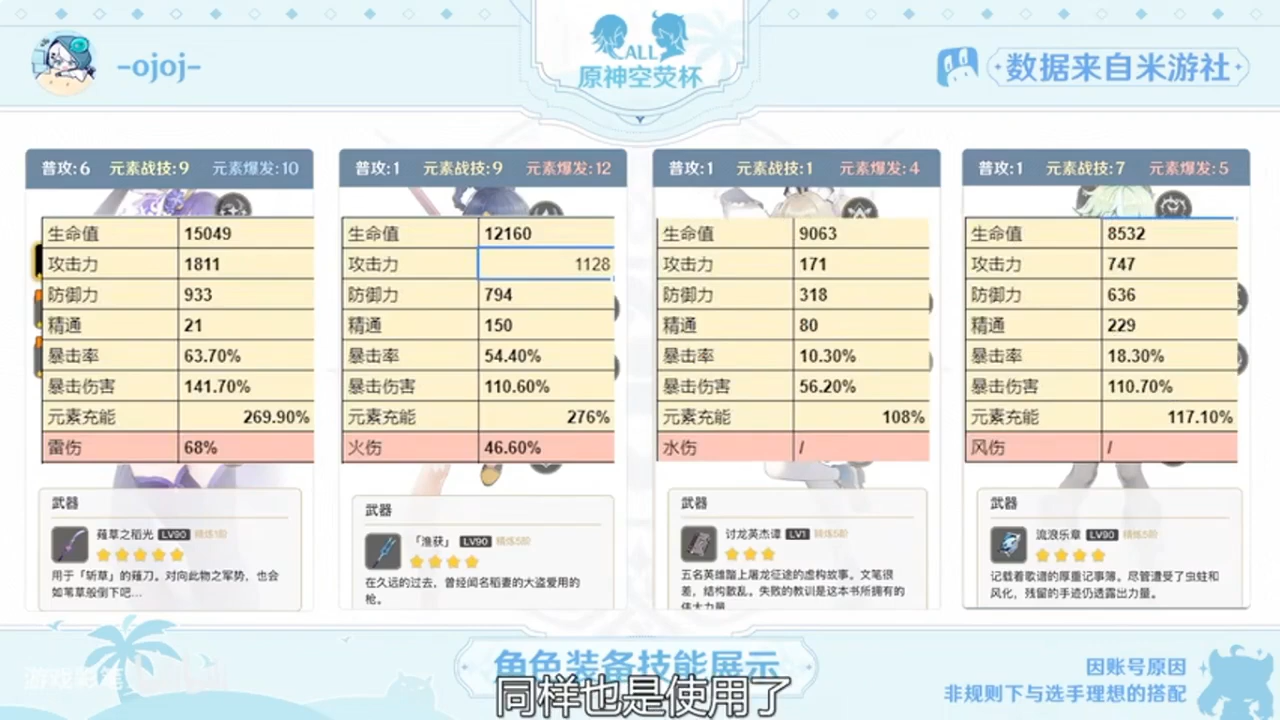 -ojoj-
ALL
原神空荧杯
数据来自米游社
普攻:6 元素战技:9 元素爆发:10
生命值 15049
攻击力 1811
防御力 933
精通 21
暴击率 63.70%
暴击伤害 141.70%
元素充能 269.90%
雷伤 68%
武器
薙草之稻光 LV90 精炼1阶
用于「斩草」的薙刀。对向此物之军势，也会
如苇草般倒下吧...
普攻:1 元素战技:9 元素爆发:12
生命值 12160
攻击力 1128
防御力 794
精通 150
暴击率 54.40%
暴击伤害 110.60%
元素充能 276%
火伤 46.60%
武器
「渔获」 LV90 精炼5阶
在久远的过去，曾经闻名稻妻的大盗爱用的
枪。
普攻:1 元素战技:1 元素爆发:4
生命值 9063
攻击力 171
防御力 318
精通 80
暴击率 10.30%
暴击伤害 56.20%
元素充能 108%
水伤 /
武器
讨龙英杰谭 LV1 精炼5阶
五名英雄踏上屠龙征途的虚构故事。文笔很
差，结构散乱。失败的教训是这本书所拥有的
伟大力量
普攻:1 元素战技:7 元素爆发:5
生命值 8532
攻击力 747
防御力 636
精通 229
暴击率 18.30%
暴击伤害 110.70%
元素充能 117.10%
风伤 /
武器
流浪乐章 LV90 精炼5阶
记载着歌谱的厚重记事簿。尽管遭受了虫蛀和
风化，残留的手迹仍透露出力量。
角色装备技能展示
同样也是使用了
因账号原因
非规则下与选手理想的搭配